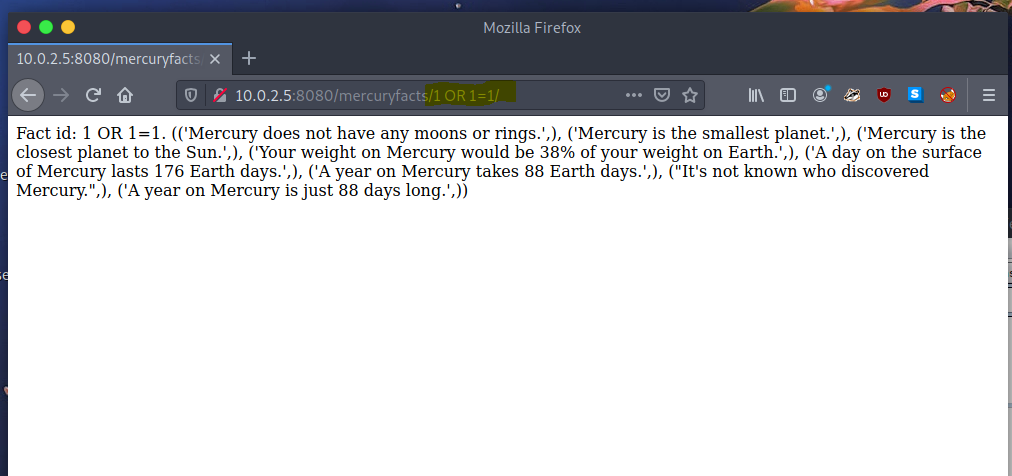 Mozilla Firefox
10.0.2.5:8080/mercuryfacts/
10.0.2.5:8080/mercuryfacts/1 OR 1=1/
Fact id: 1 OR 1=1. (('Mercury does not have any moons or rings.',), ('Mercury is the smallest planet.',), ('Mercury is the
closest planet to the Sun.',), ('Your weight on Mercury would be 38% of your weight on Earth.',), ('A day on the surface
of Mercury lasts 176 Earth days.',), ('A year on Mercury takes 88 Earth days.',), ("It's not known who discovered
Mercury.",), ('A year on Mercury is just 88 days long.',))